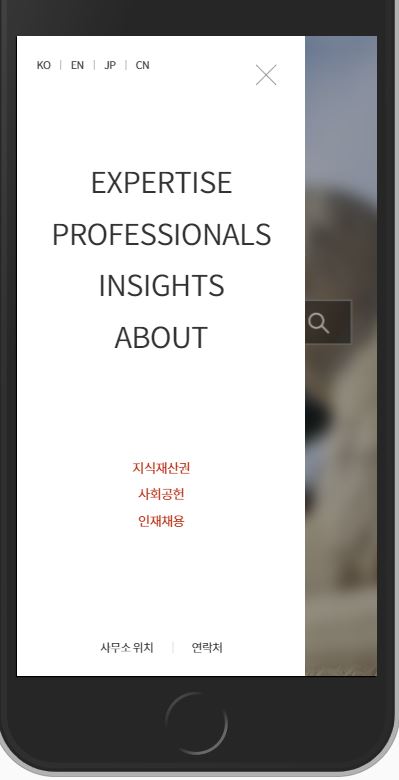 KO | EN | JP | CN
EXPERTISE
PROFESSIONALS
INSIGHTS
ABOUT
지식재산권
사회공헌
인재채용
사무소 위치 | 연락처